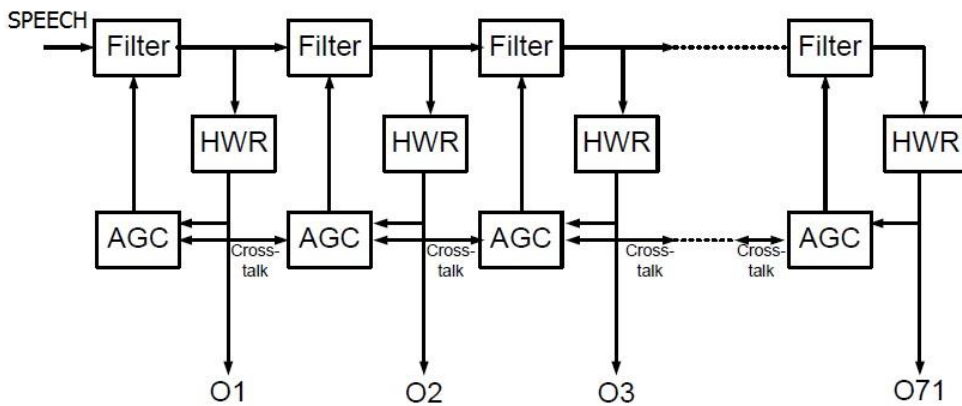 SPEECH
Filter Filter Filter Filter
HWR HWR HWR HWR
AGC AGC AGC AGC
Cross- Cross- Cross- Cross-
talk talk talk talk
O1 O2 O3 O71